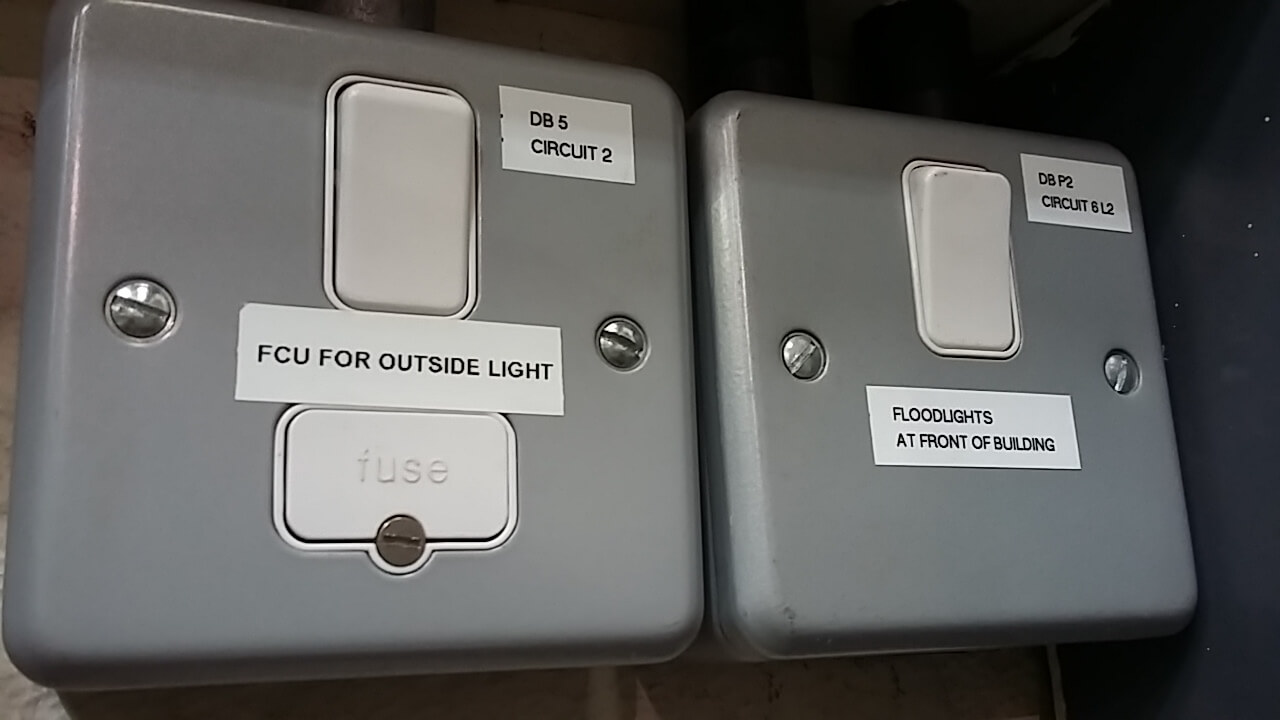 DB 5
CIRCUIT 2
FCU FOR OUTSIDE LIGHT
fuse
DB P2
CIRCUIT 6 L2
FLOODLIGHTS
AT FRONT OF BUILDING